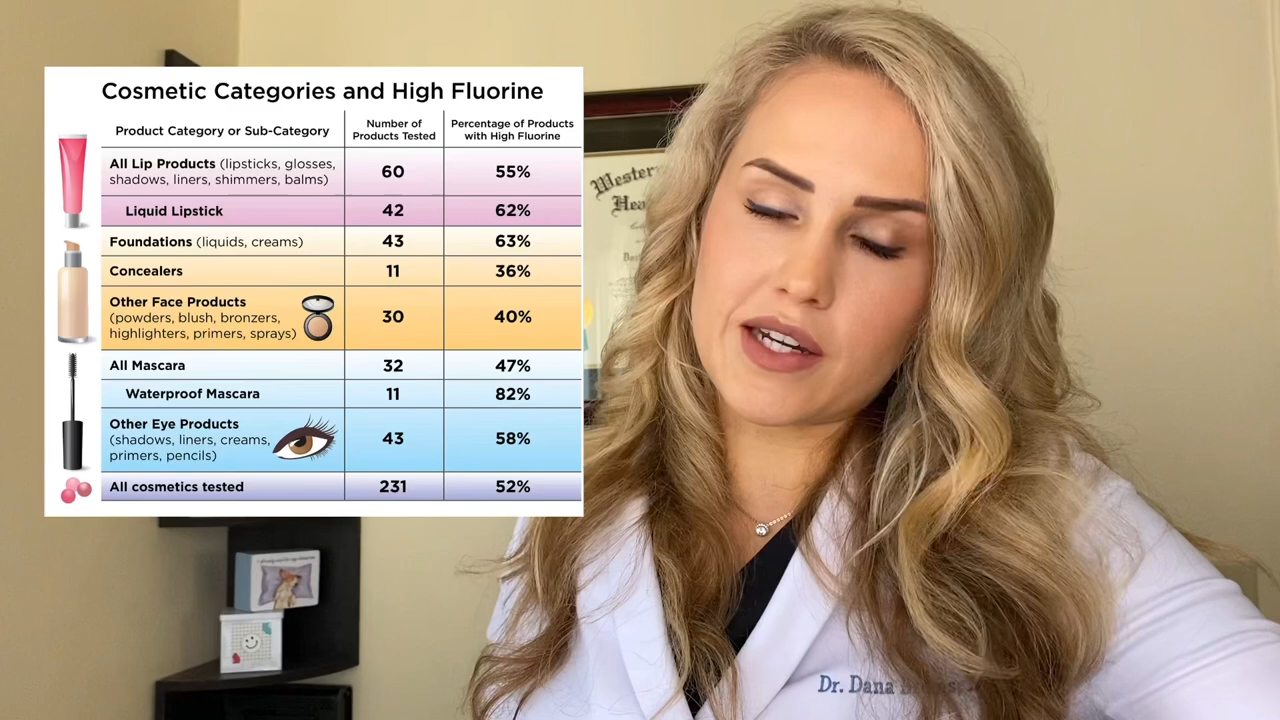 Cosmetic Categories and High Fluorine
Product Category or Sub-Category
Number of
Products Tested
Percentage of Products
with High Fluorine
All Lip Products (lipsticks, glosses,
shadows, liners, shimmers, balms)
60
55%
Liquid Lipstick
42
62%
Foundations (liquids, creams)
43
63%
Concealers
11
36%
Other Face Products
(powders, blush, bronzers,
highlighters, primers, sprays)
30
40%
All Mascara
32
47%
Waterproof Mascara
11
82%
Other Eye Products
(shadows, liners, creams,
primers, pencils)
43
58%
All cosmetics tested
231
52%
Western
Dr. Dana